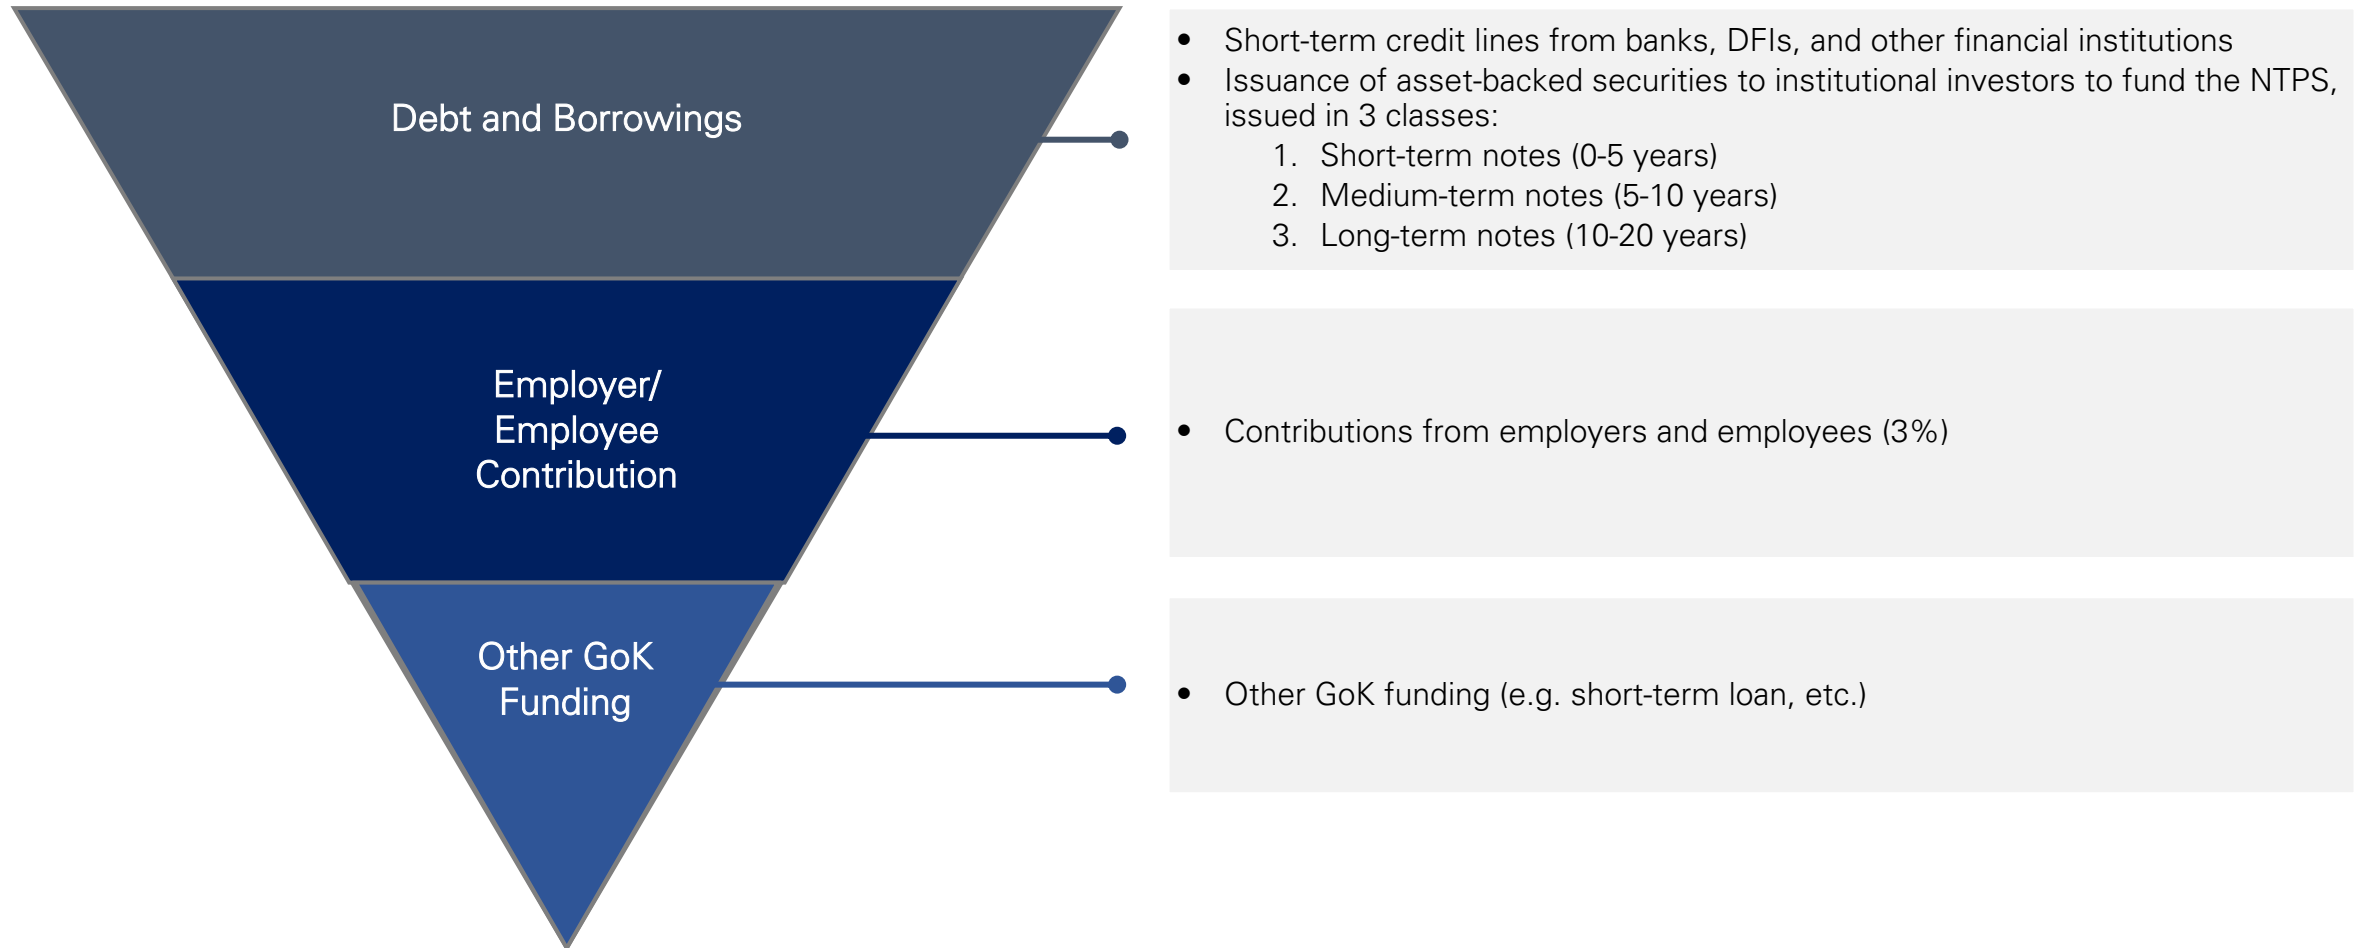 Debt and Borrowings
• Short-term credit lines from banks, DFIs, and other financial institutions
• Issuance of asset-backed securities to institutional investors to fund the NTPS,
issued in 3 classes:
1. Short-term notes (0-5 years)
2. Medium-term notes (5-10 years)
3. Long-term notes (10-20 years)
Employer/
Employee
Contribution
• Contributions from employers and employees (3%)
Other GoK
Funding
• Other GoK funding (e.g. short-term loan, etc.)